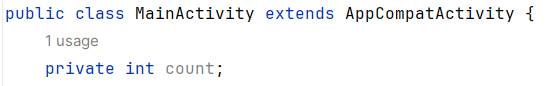 public class MainActivity extends AppCompatActivity {
1 usage
private int count;